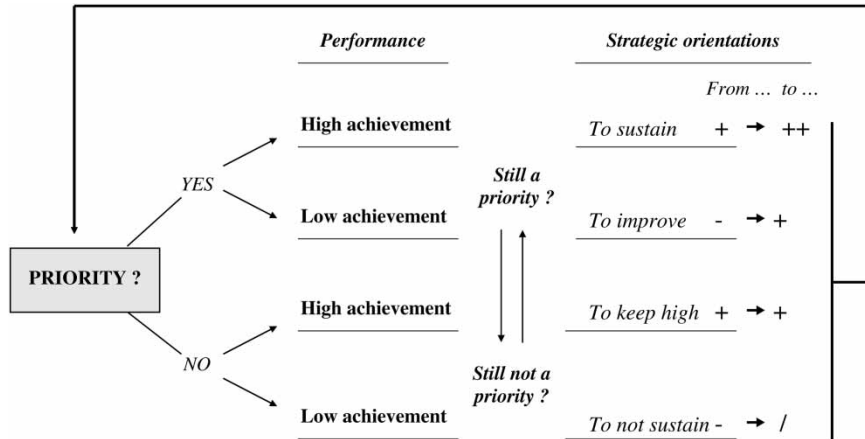 Performance Strategic orientations
From ... to ...
High achievement To sustain + → ++
YES
Still a
priority ?
Low achievement To improve - → +
PRIORITY ?
High achievement To keep high + → +
NO
Still not a
priority ?
Low achievement To not sustain - → /